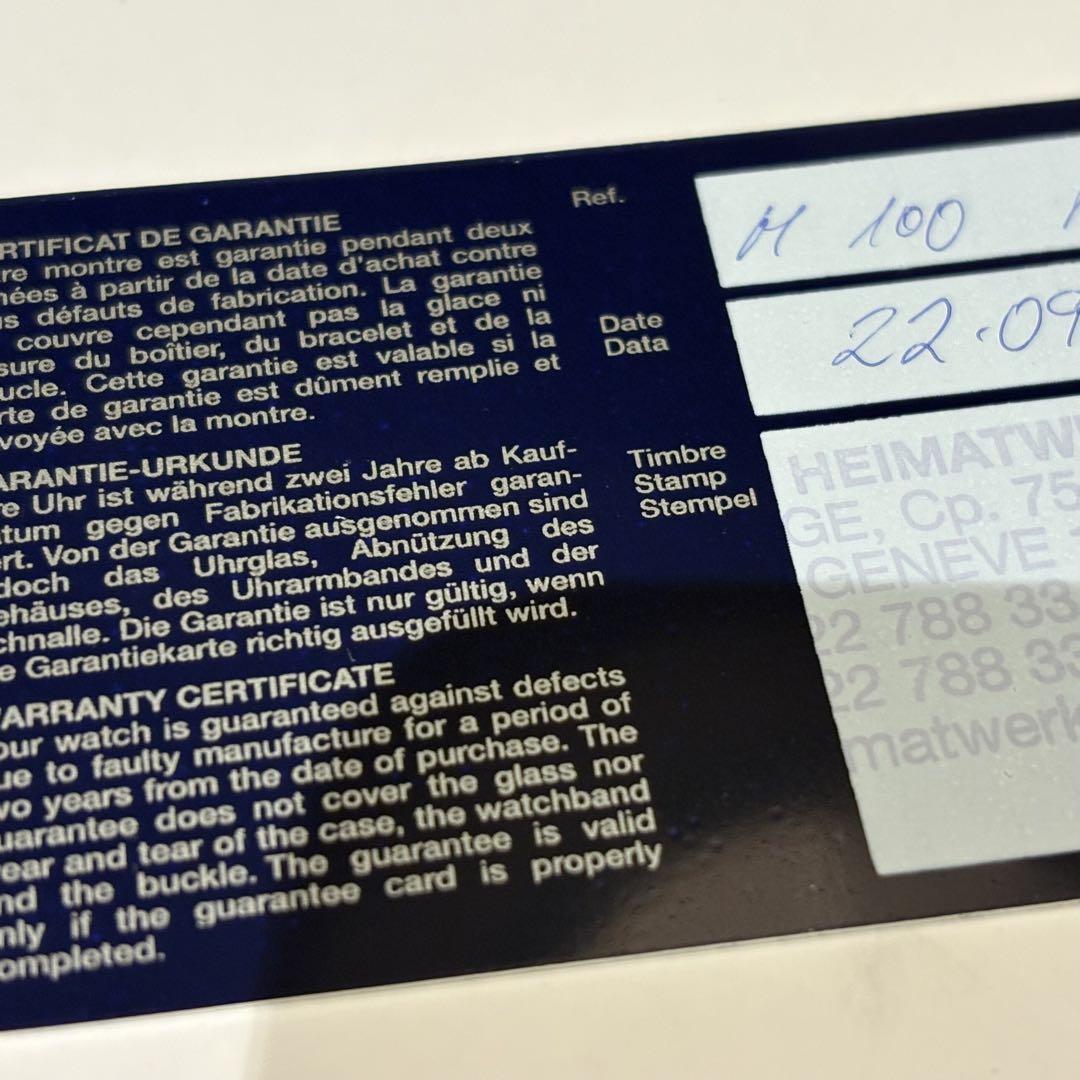 RTIFICAT DE GARANTIE
re montre est garantie pendant deux
nées à partir de la date d'achat contre
s défauts de fabrication. La garantie
couvre cependant pas la glace ni
sure du boîtier, du bracelet et de la
ucle. Cette garantie est valable si la
rte de garantie est dûment remplie et
voyée avec la montre.
ARANTIE-URKUNDE
re Uhr ist während zwei Jahre ab Kauf-
tum gegen Fabrikationsfehler garan-
ert. Von der Garantie ausgenommen sind
doch das Uhrglas, Abnützung des
ehäuses, des Uhrarmbandes und der
chnalle. Die Garantie ist nur gültig, wenn
e Garantiekarte richtig ausgefüllt wird.
ARRANTY CERTIFICATE
our watch is guaranteed against defects
ue to faulty manufacture for a period of
wo years from the date of purchase. The
uarantee does not cover the glass nor
ear and tear of the case, the watchband
nd the buckle. The guarantee is valid
nly if the guarantee card is properly
ompleted.
Ref.
M 100
Date
Data
22.09
Timbre
Stamp
Stempel
HEIMATW
GE, Cp. 75
GENEVE
22 788 33
22 788 33
matwerk